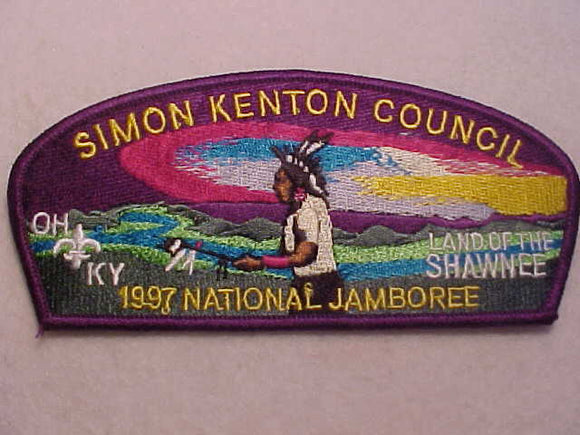 SIMON KENTON COUNCIL
OH
KY
LAND OF THE
SHAWNEE
1997 NATIONAL JAMBOREE